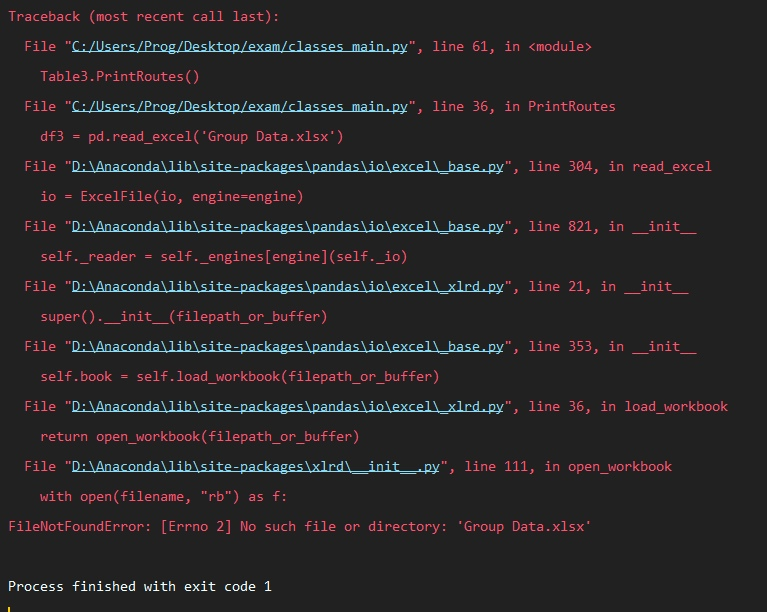 Traceback (most recent call last):
File "C:/Users/Prog/Desktop/exam/classes main.py", line 61, in <module>
Table3.PrintRoutes()
File "C:/Users/Prog/Desktop/exam/classes main.py", line 36, in PrintRoutes
df3 = pd.read_excel('Group Data.xlsx')
File "D:\Anaconda\lib\site-packages\pandas\io\excel\_base.py", line 304, in read_excel
io = ExcelFile(io, engine=engine)
File "D:\Anaconda\lib\site-packages\pandas\io\excel\_base.py", line 821, in __init__
self._reader = self._engines[engine](self._io)
File "D:\Anaconda\lib\site-packages\pandas\io\excel\_xlrd.py", line 21, in __init__
super().__init__(filepath_or_buffer)
File "D:\Anaconda\lib\site-packages\pandas\io\excel\_base.py", line 353, in __init__
self.book = self.load_workbook(filepath_or_buffer)
File "D:\Anaconda\lib\site-packages\pandas\io\excel\_xlrd.py", line 36, in load_workbook
return open_workbook(filepath_or_buffer)
File "D:\Anaconda\lib\site-packages\xlrd\__init__.py", line 111, in open_workbook
with open(filename, "rb") as f:
FileNotFoundError: [Errno 2] No such file or directory: 'Group Data.xlsx'
Process finished with exit code 1